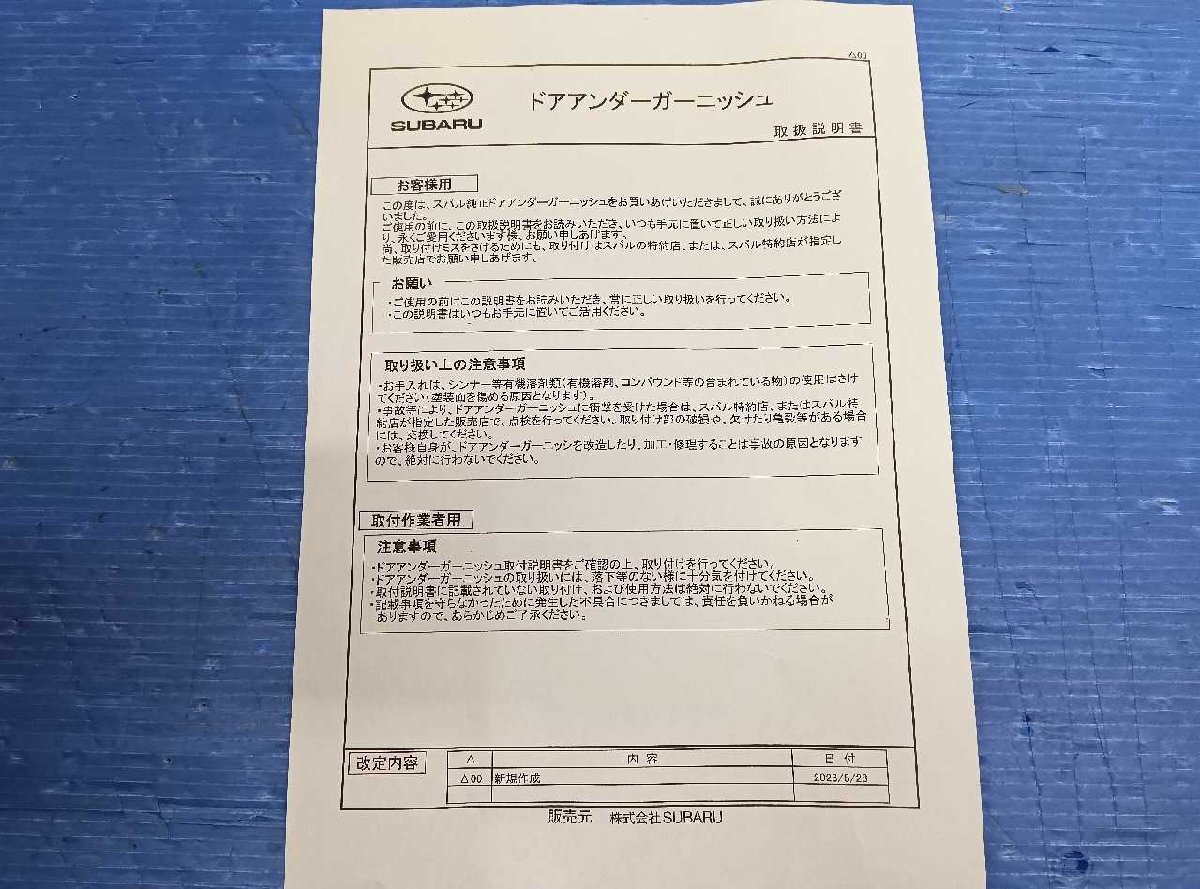 SUBARU
ドアアンダーガーニッシュ
取扱説明書
お客様用
この度は、スバル純正ドアアンダーガーニッシュをお買いあげいただきまして、誠にありがとうござ
いました。
ご使用の前に、この取扱説明書をお読みいただき、いつも手元に置いて正しい取り扱い方法によ
り、永くご愛用くださいます様、お願い申しあげます。
尚、取り付けミスをさけるためにも、取り付けはスバルの特約店、または、スバル特約店が指定し
た販売店でお願い申しあげます。
お願い
・ご使用の前にこの説明書をお読みいただき、常に正しい取り扱いを行ってください。
・この説明書はいつもお手元に置いてご活用ください。
取り扱い上の注意事項
・お手入れは、シンナー等有機溶剤類(有機溶剤、コンパウンド等の含まれている物)の使用はさけ
てください(塗装面を傷める原因となります)。
・事故等により、ドアアンダーガーニッシュに衝撃を受けた場合は、スバル特約店、またはスバル特
約店が指定した販売店で、点検を行ってください。取り付け部の破損や、欠けたり亀裂等がある場合
には、交換してください。
・お客様自身が、ドアアンダーガーニッシを改造したり、加工・修理することは事故の原因となります
ので、絶対に行わないでください。
取付作業者用
注意事項
・ドアアンダーガーニッシュ取付説明書をご確認の上、取り付けを行ってください。
・ドアアンダーガーニッシュの取り扱いには、落下等のない様に十分気を付けてください。
・取付説明書に記載されていない取り付け、および使用方法は絶対に行わないでください。
・記載事項を守らなかったために発生した不具合につきましては、責任を負いかねる場合が
ありますので、あらかじめご了承ください。
改定内容
△ 内容 日付
△00 新規作成
販売元 株式会社SUBARU